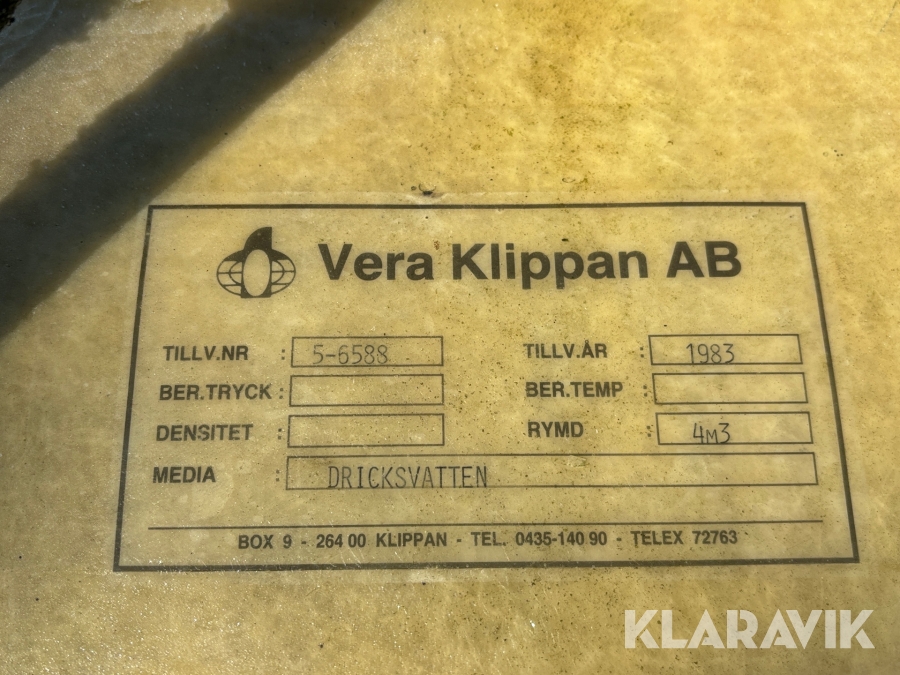 Vera Klippan AB
TILLV.NR : 5-6588 TILLV.ÅR : 1983
BER.TRYCK : BER.TEMP :
DENSITET : RYMD : 4M3
MEDIA : DRICKSVATTEN
BOX 9 - 264 00 KLIPPAN - TEL. 0435-140 90 - TELEX 72763
KLARAVIK